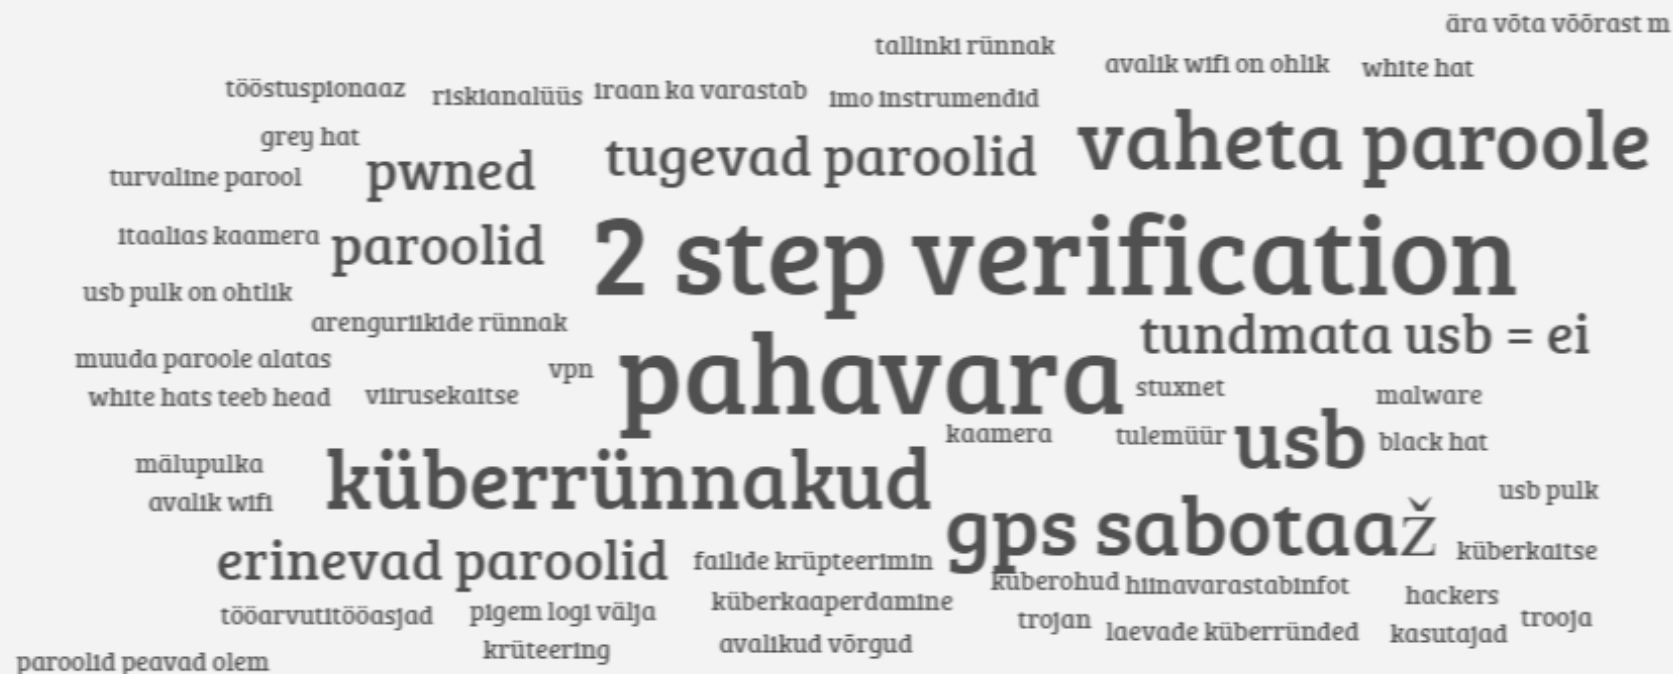 ära võta võõrast m
tallinki rünnak
avalik wifi on ohlik
white hat
tööstuspionaaz
riskianalüüs
iraan ka varastab
imo instrumendid
grey hat
pwned
tugevad paroolid
vaheta paroole
turvaline parool
itaalias kaamera
paroolid
2 step verification
usb pulk on ohtlik
arenguriikide rünnak
tundmata usb = ei
muuda paroole alatas
vpn
pahavara
stuxnet
malware
white hats teeb head
viirusekaitse
kaamera
tulemüür
usb
black hat
mälupulka
küberrünnakud
avalik wifi
usb pulk
gps sabotaaž
erinevad paroolid
failide krüpteerimin
küberkaitse
küberohud
hiinavarastabinfot
hackers
tööarvutitööasjad
pigem logi välja
küberkaaperdamine
trojan
laevade küberründed
kasutajad
trooja
krüteering
avalikud võrgud
paroolid peavad olem